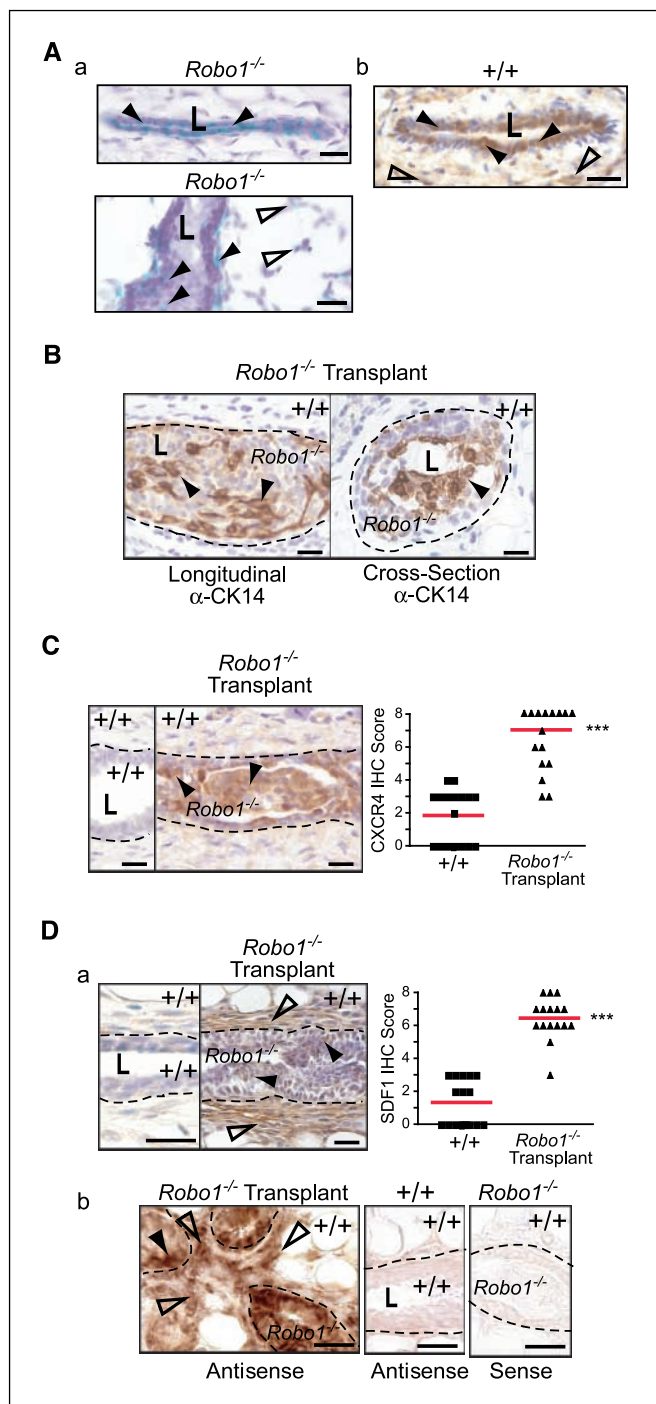 A
a
Robo1-/-
L
Robo1-/-
L
b
+/+
L
B
Robo1-/- Transplant
+/+
L
Robo1-/-
Longitudinal
α-CK14
+/+
L
Robo1-/-
Cross-Section
α-CK14
C
Robo1-/-
Transplant
+/+
+/+
L
+/+
Robo1-/-
CXCR4 IHC Score
8
6
4
2
0
***
+/+
Robo1-/-
Transplant
D
a
Robo1-/-
Transplant
+/+
L
+/+
+/+
Robo1-/-
SDF1 IHC Score
8
6
4
2
0
***
+/+
Robo1-/-
Transplant
b
Robo1-/- Transplant
+/+
Robo1-/-
Antisense
+/+
+/+
+/+
L
Antisense
Robo1-/-
+/+
Robo1-/-
Sense